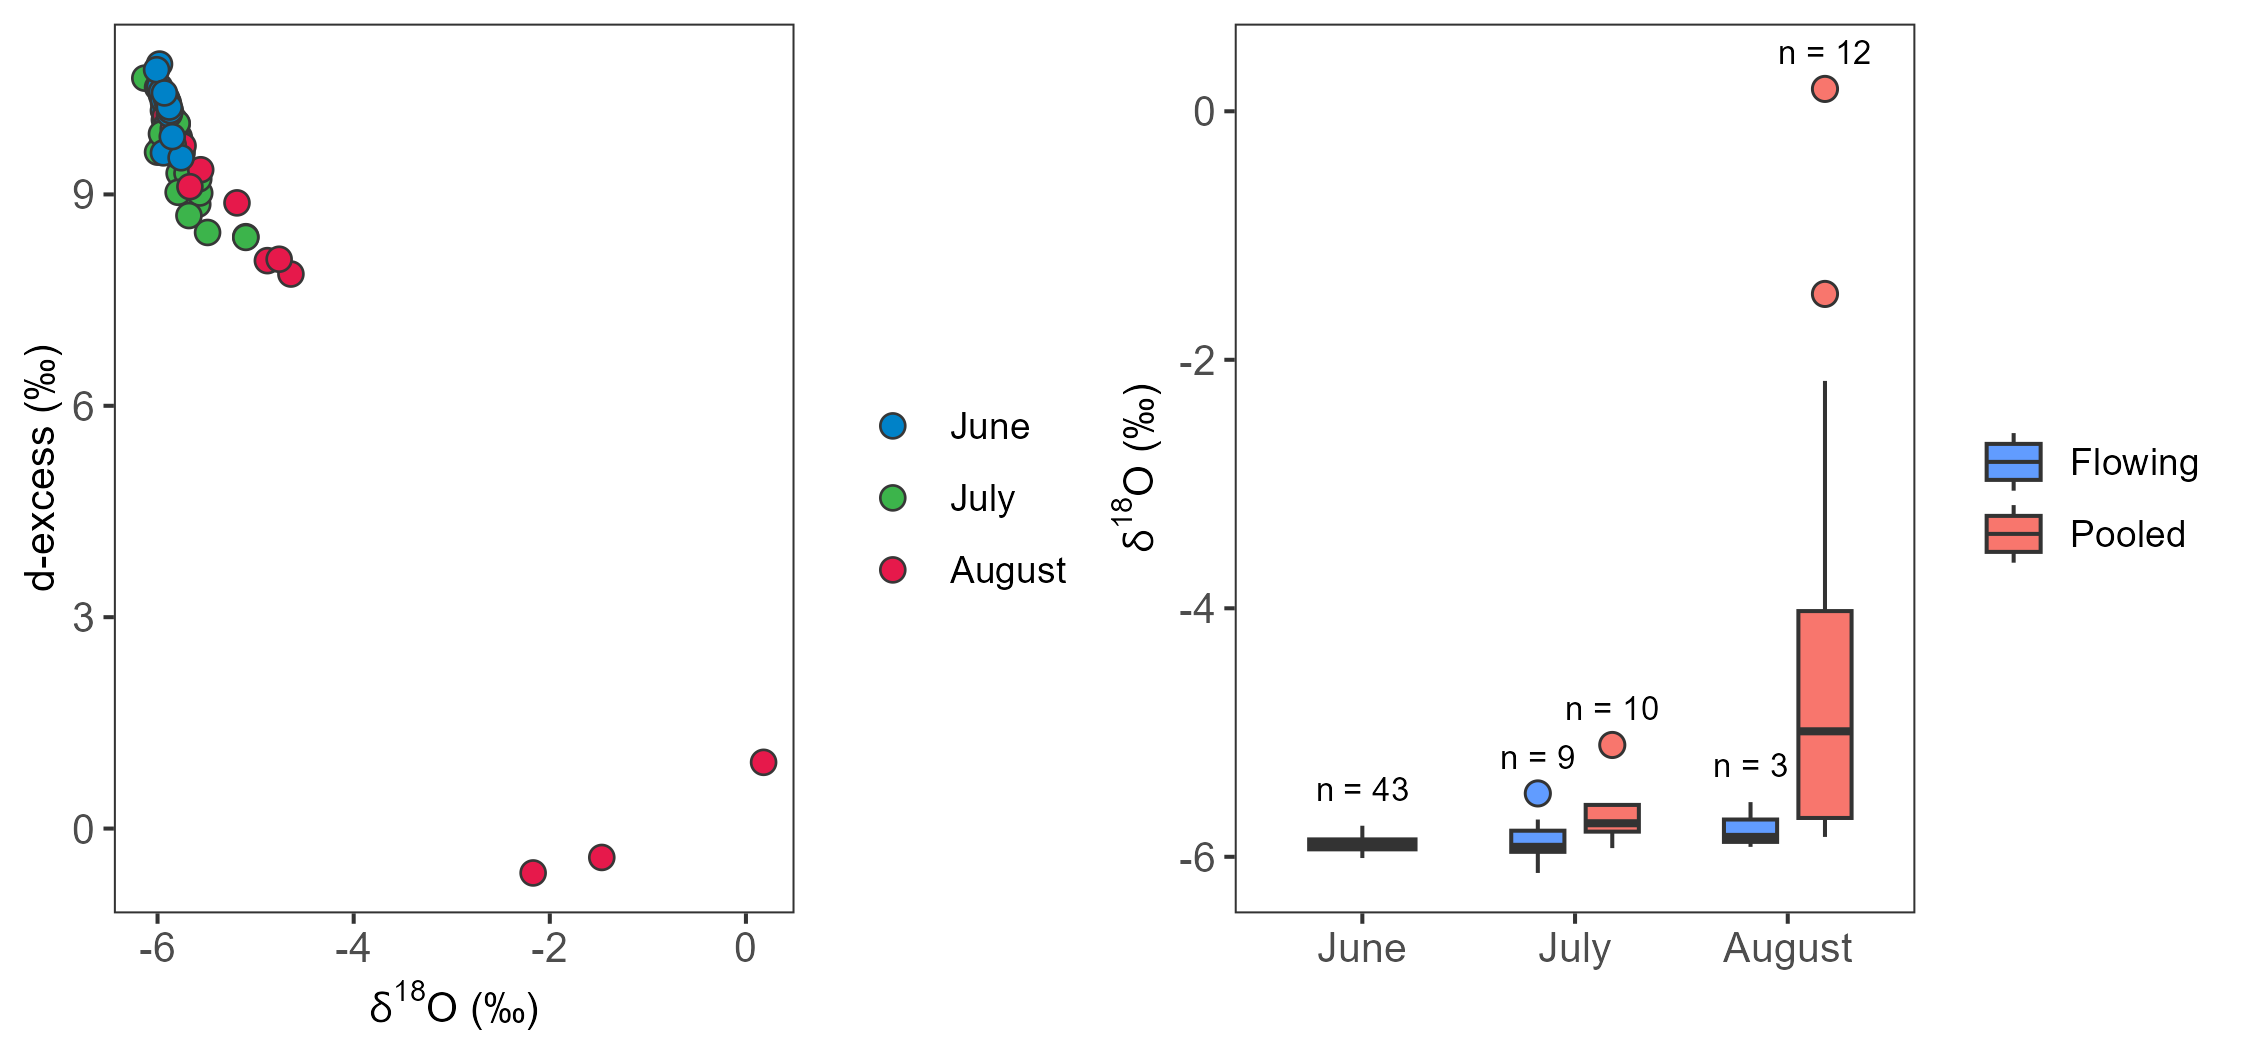 d-excess (‰)
9
6
3
0
-6
-4
-2
0
δ18O (‰)
June
July
August
δ18O (‰)
0
-2
-4
-6
n = 43
n = 9
n = 10
n = 3
n = 12
June
July
August
Flowing
Pooled